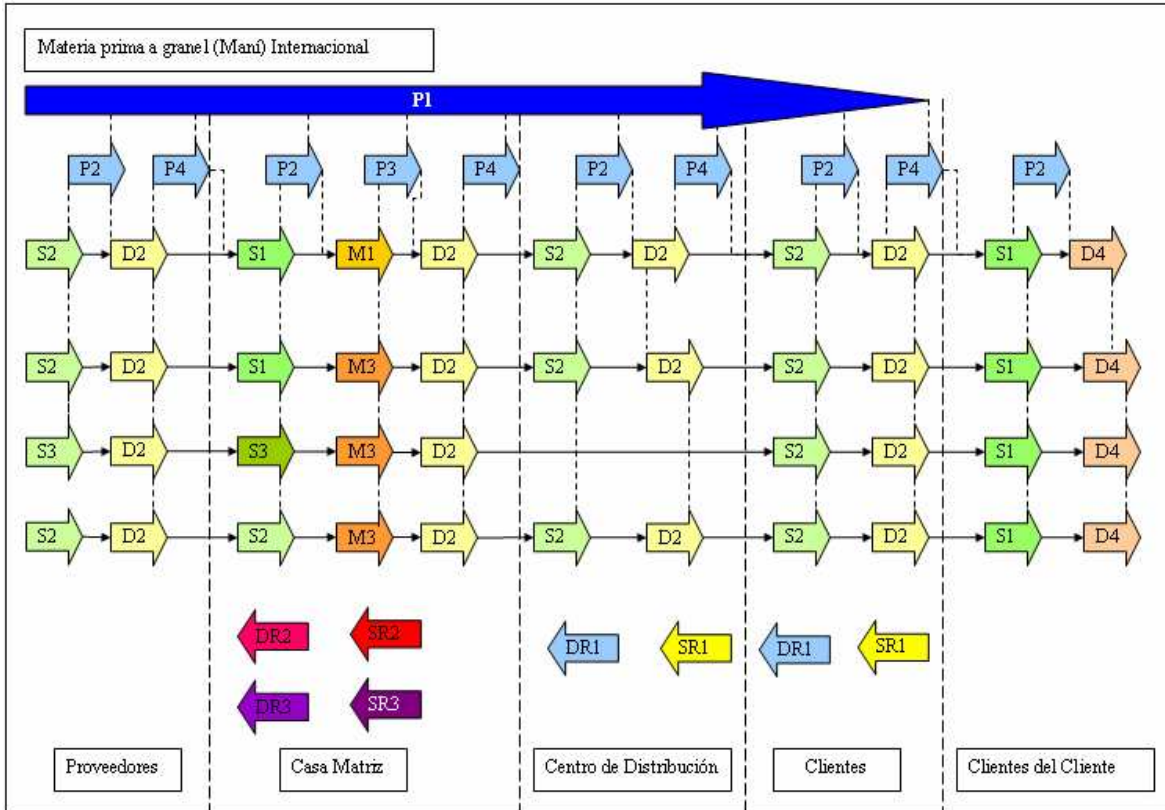 Materia prima a granel (Maní) Internacional
P1
P2 P4 P2 P3 P4 P2 P4 P2 P4 P2
S2 D2 S1 M1 D2 S2 D2 S2 D2 S1 D4
S2 D2 S1 M3 D2 S2 D2 S2 D2 S1 D4
S3 D2 S3 M3 D2 S2 D2 S1 D4
S2 D2 S2 M3 D2 S2 D2 S2 D2 S1 D4
DR2 SR2 DR1 SR1 DR1 SR1
DR3 SR3
Proveedores Casa Matriz Centro de Distribución Clientes Clientes del Cliente